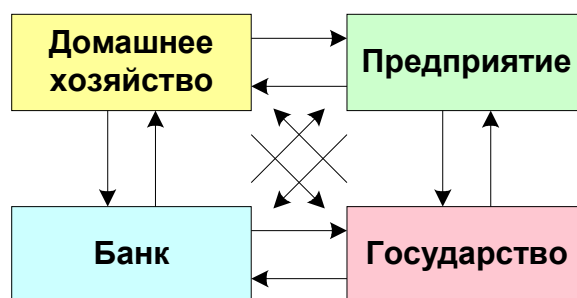 Домашнее
хозяйство
Предприятие
Банк
Государство